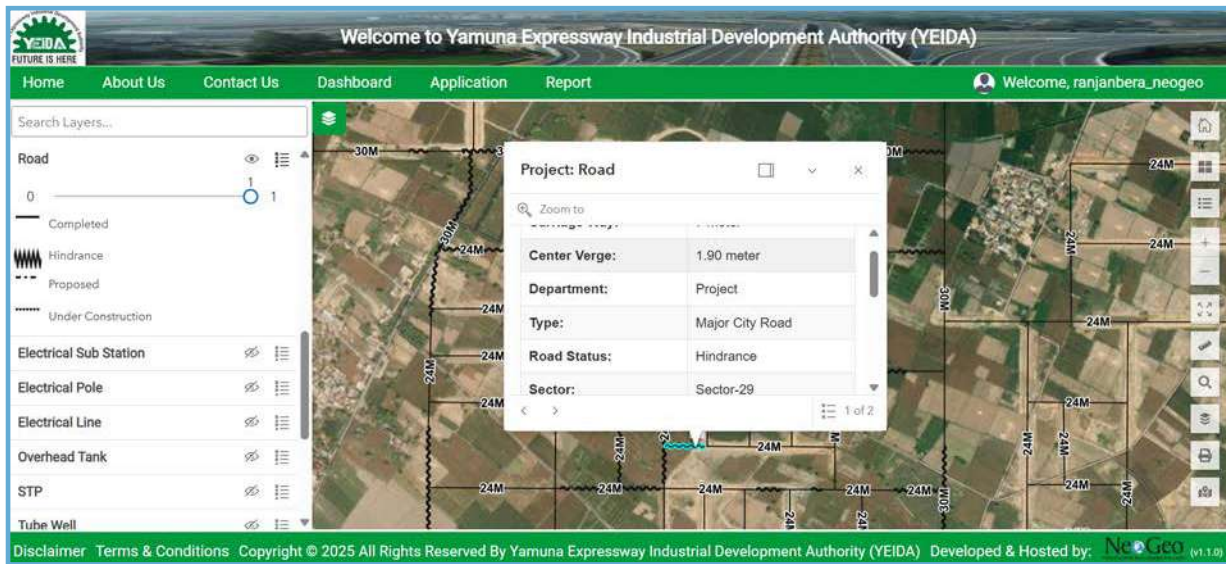 YEIDA
FUTURE IS HERE
Welcome to Yamuna Expressway Industrial Development Authority (YEIDA)
Home About Us Contact Us Dashboard Application Report Welcome, ranjanbera_neogeo
Search Layers...
Road
1
0 1
Completed
Hindrance
Proposed
Under Construction
Electrical Sub Station
Electrical Pole
Electrical Line
Overhead Tank
STP
Tube Well
Project: Road
Zoom to
Center Verge: 1.90 meter
Department: Project
Type: Major City Road
Road Status: Hindrance
Sector: Sector-29
1 of 2
30M
24M
30M
24M
30M
24M
24M
24M
24M
24M
24M
24M
24M
30M
24M
24M
24M
24M
24M
24M
24M
24M
24M
24M
30M
24M
24M
24M
Disclaimer Terms & Conditions Copyright © 2025 All Rights Reserved By Yamuna Expressway Industrial Development Authority (YEIDA) Developed & Hosted by: NeoGeo (v1.1.0)